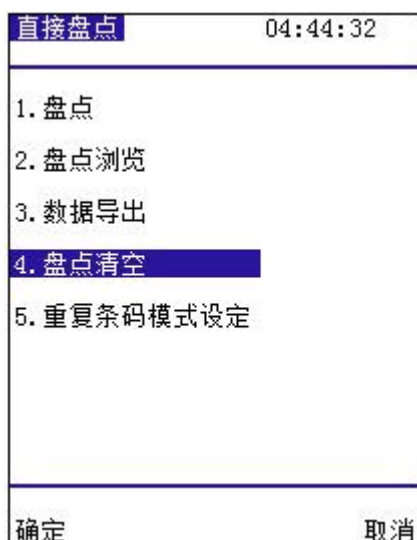 直接盘点 04:44:32
1.盘点
2.盘点浏览
3.数据导出
4.盘点清空
5.重复条码模式设定
确定 取消